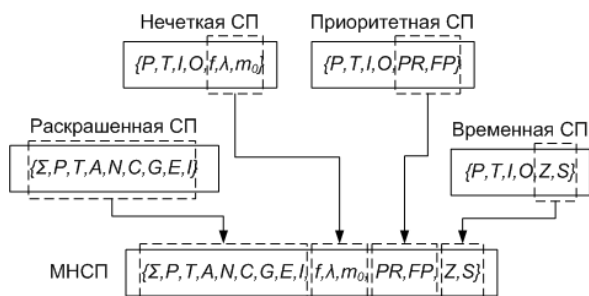 Нечеткая СП
Приоритетная СП
{P,T,I,O,f,λ,m₀}
{P,T,I,O,PR,FP}
Раскрашенная СП
Временная СП
{Σ,P,T,A,N,C,G,E,I}
{P,T,I,O,Z,S}
МНСП {Σ,P,T,A,N,C,G,E,I, f,λ,m₀, PR,FP, Z,S}